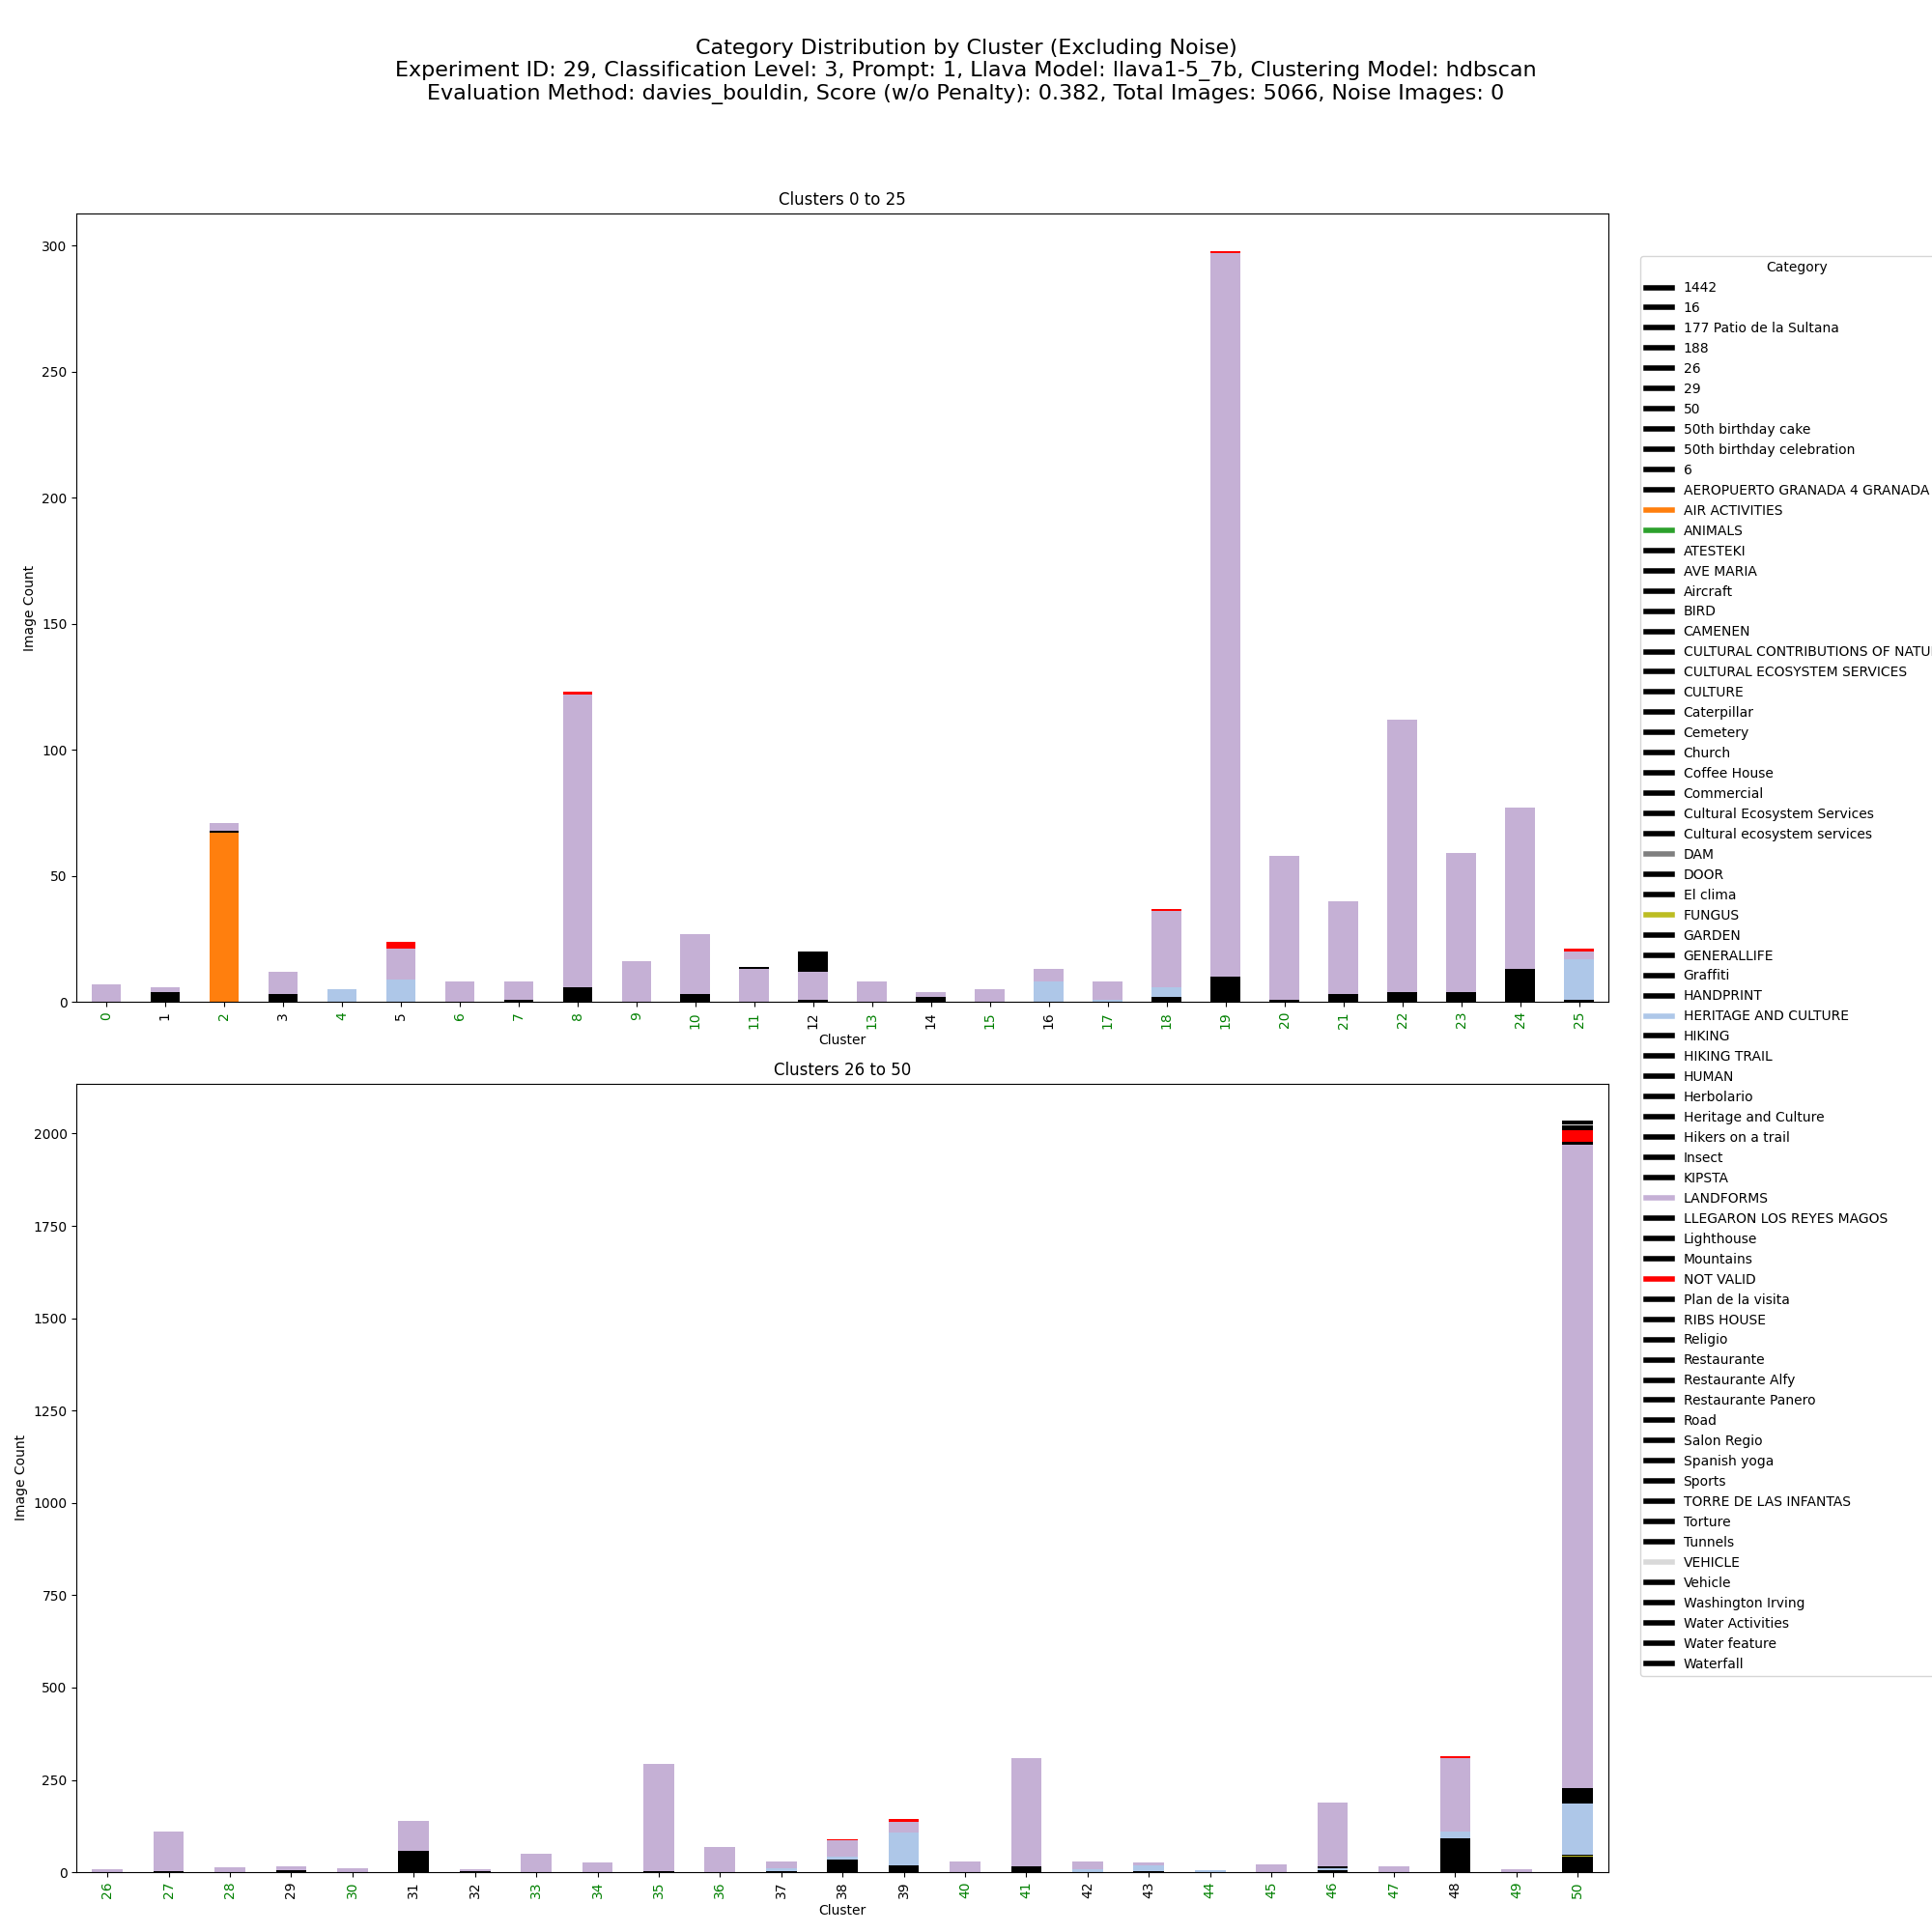 Category Distribution by Cluster (Excluding Noise)
Experiment ID: 29, Classification Level: 3, Prompt: 1, Llava Model: llava1-5_7b, Clustering Model: hdbscan
Evaluation Method: davies_bouldin, Score (w/o Penalty): 0.382, Total Images: 5066, Noise Images: 0
Clusters 0 to 25
300
250
200
150
100
50
0
Image Count
0 1 2 3 4 5 6 7 8 9 10 11 12 13 14 15 16 17 18 19 20 21 22 23 24 25
Cluster
Clusters 26 to 50
2000
1750
1500
1250
1000
750
500
250
0
Image Count
26 27 28 29 30 31 32 33 34 35 36 37 38 39 40 41 42 43 44 45 46 47 48 49 50
Cluster
Category
1442
16
177 Patio de la Sultana
188
26
29
50
50th birthday cake
50th birthday celebration
6
AEROPUERTO GRANADA 4 GRANADA
AIR ACTIVITIES
ANIMALS
ATESTEKI
AVE MARIA
Aircraft
BIRD
CAMENEN
CULTURAL CONTRIBUTIONS OF NATU
CULTURAL ECOSYSTEM SERVICES
CULTURE
Caterpillar
Cemetery
Church
Coffee House
Commercial
Cultural Ecosystem Services
Cultural ecosystem services
DAM
DOOR
El clima
FUNGUS
GARDEN
GENERALLIFE
Graffiti
HANDPRINT
HERITAGE AND CULTURE
HIKING
HIKING TRAIL
HUMAN
Herbolario
Heritage and Culture
Hikers on a trail
Insect
KIPSTA
LANDFORMS
LLEGARON LOS REYES MAGOS
Lighthouse
Mountains
NOT VALID
Plan de la visita
RIBS HOUSE
Religio
Restaurante
Restaurante Alfy
Restaurante Panero
Road
Salon Regio
Spanish yoga
Sports
TORRE DE LAS INFANTAS
Torture
Tunnels
VEHICLE
Vehicle
Washington Irving
Water Activities
Water feature
Waterfall